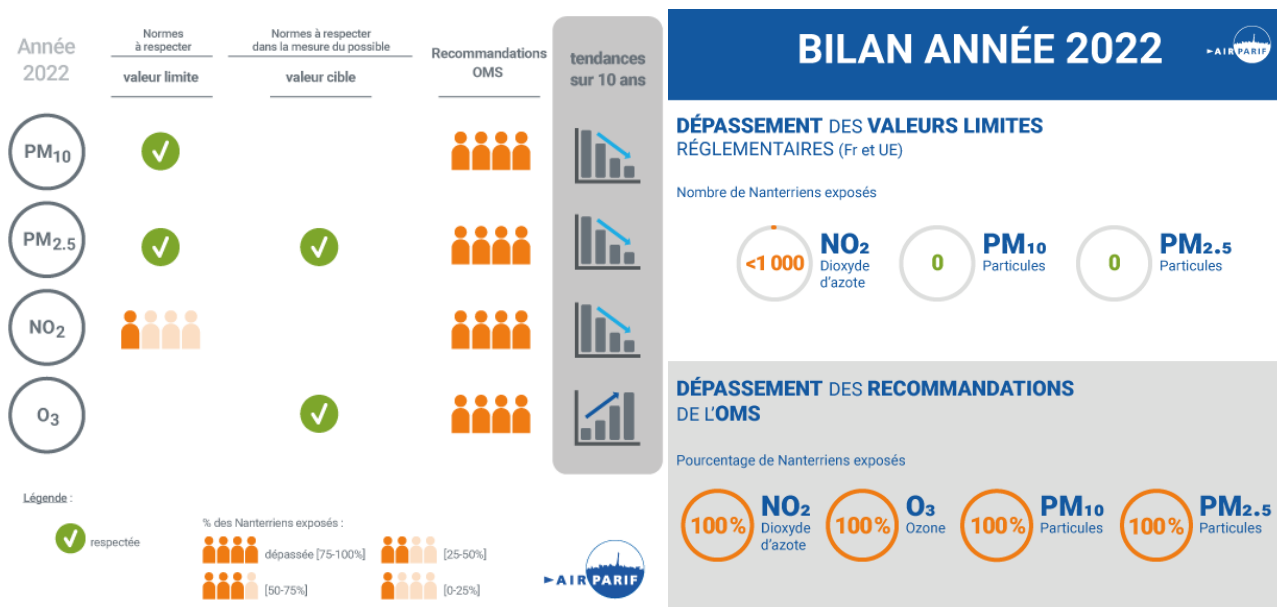 Année
2022
Normes
à respecter
valeur limite
Normes à respecter
dans la mesure du possible
valeur cible
Recommandations
OMS
tendances
sur 10 ans
PM10
PM2.5
NO2
O3
Légende :
respectée
% des Nanterriens exposés :
dépassée [75-100%]
[25-50%]
[50-75%]
[0-25%]
AIRPARIF
BILAN ANNÉE 2022
AIRPARIF
DÉPASSEMENT DES VALEURS LIMITES
RÉGLEMENTAIRES (Fr et UE)
Nombre de Nanterriens exposés
<1 000
NO2
Dioxyde
d'azote
0
PM10
Particules
0
PM2.5
Particules
DÉPASSEMENT DES RECOMMANDATIONS
DE L'OMS
Pourcentage de Nanterriens exposés
100%
NO2
Dioxyde
d'azote
100%
O3
Ozone
100%
PM10
Particules
100%
PM2.5
Particules